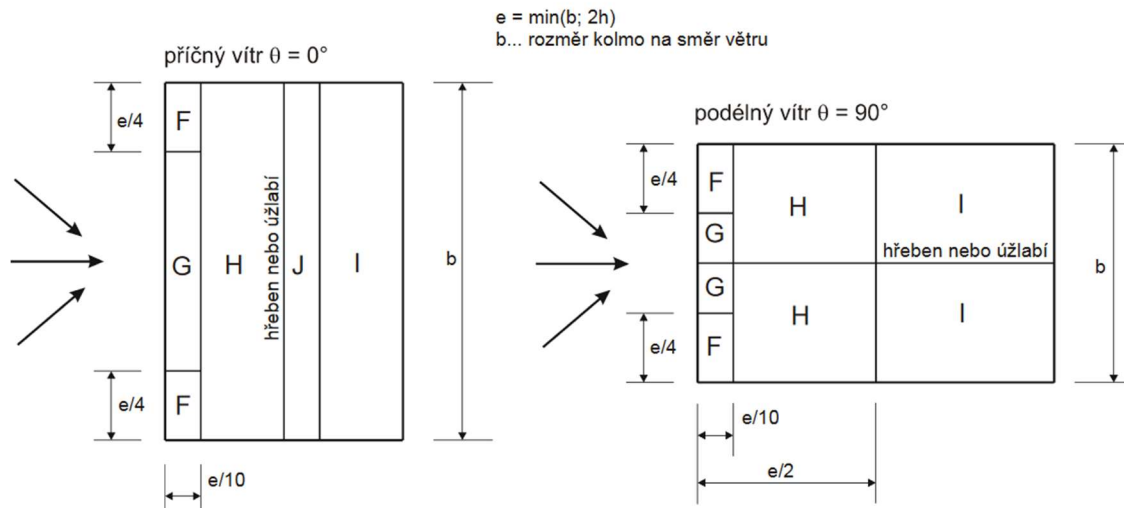 e = min(b; 2h)
b... rozměr kolmo na směr větru
příčný vítr θ = 0°
e/4
F
G
H
hřeben nebo úžlabí
J
I
b
e/4
F
e/10
podélný vítr θ = 90°
e/4
F
H
I
G
hřeben nebo úžlabí
b
G
H
I
e/4
F
e/10
e/2